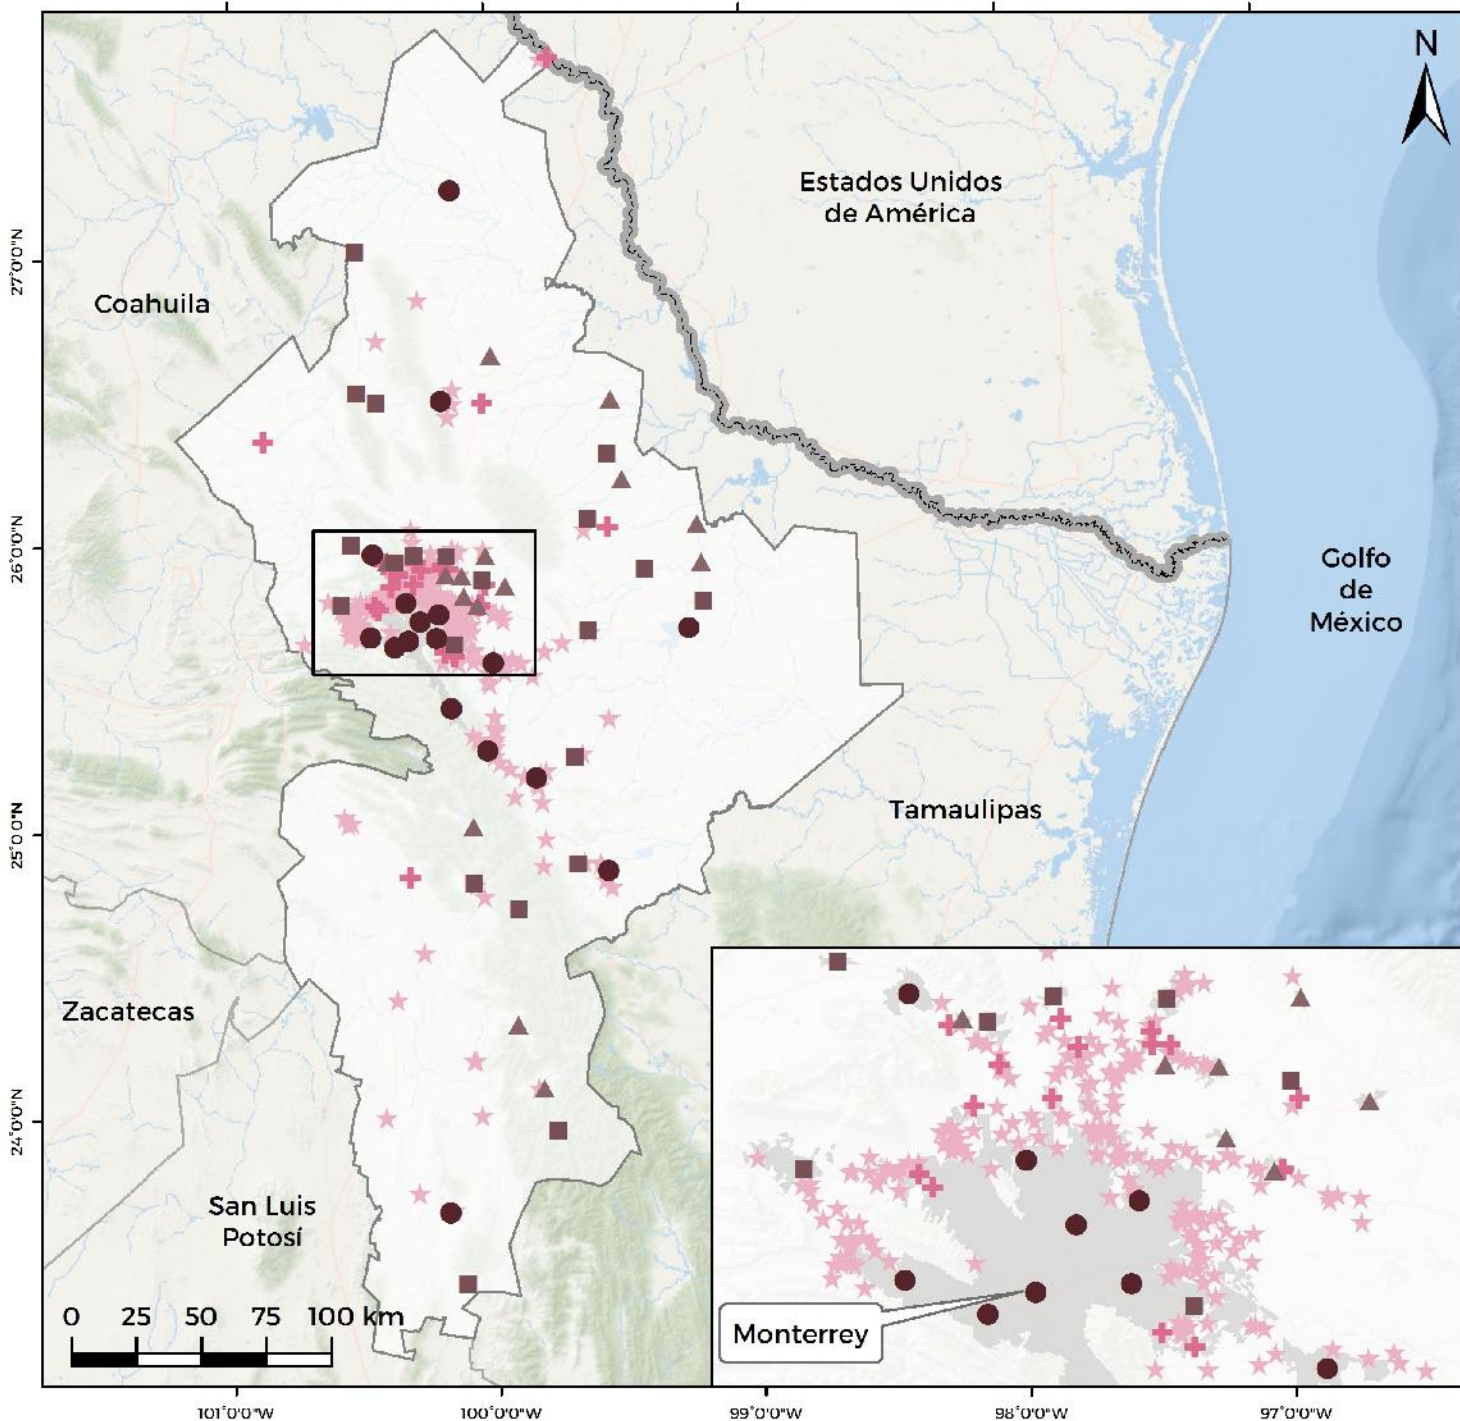 N
Estados Unidos
de América
27°0'0"N
Coahuila
26°0'0"N
Golfo
de
México
Tamaulipas
25°0'0"N
Zacatecas
24°0'0"N
San Luis
Potosí
0 25 50 75 100 km
Monterrey
101°0'0"W 100°0'0"W 99°0'0"W 98°0'0"W 97°0'0"W